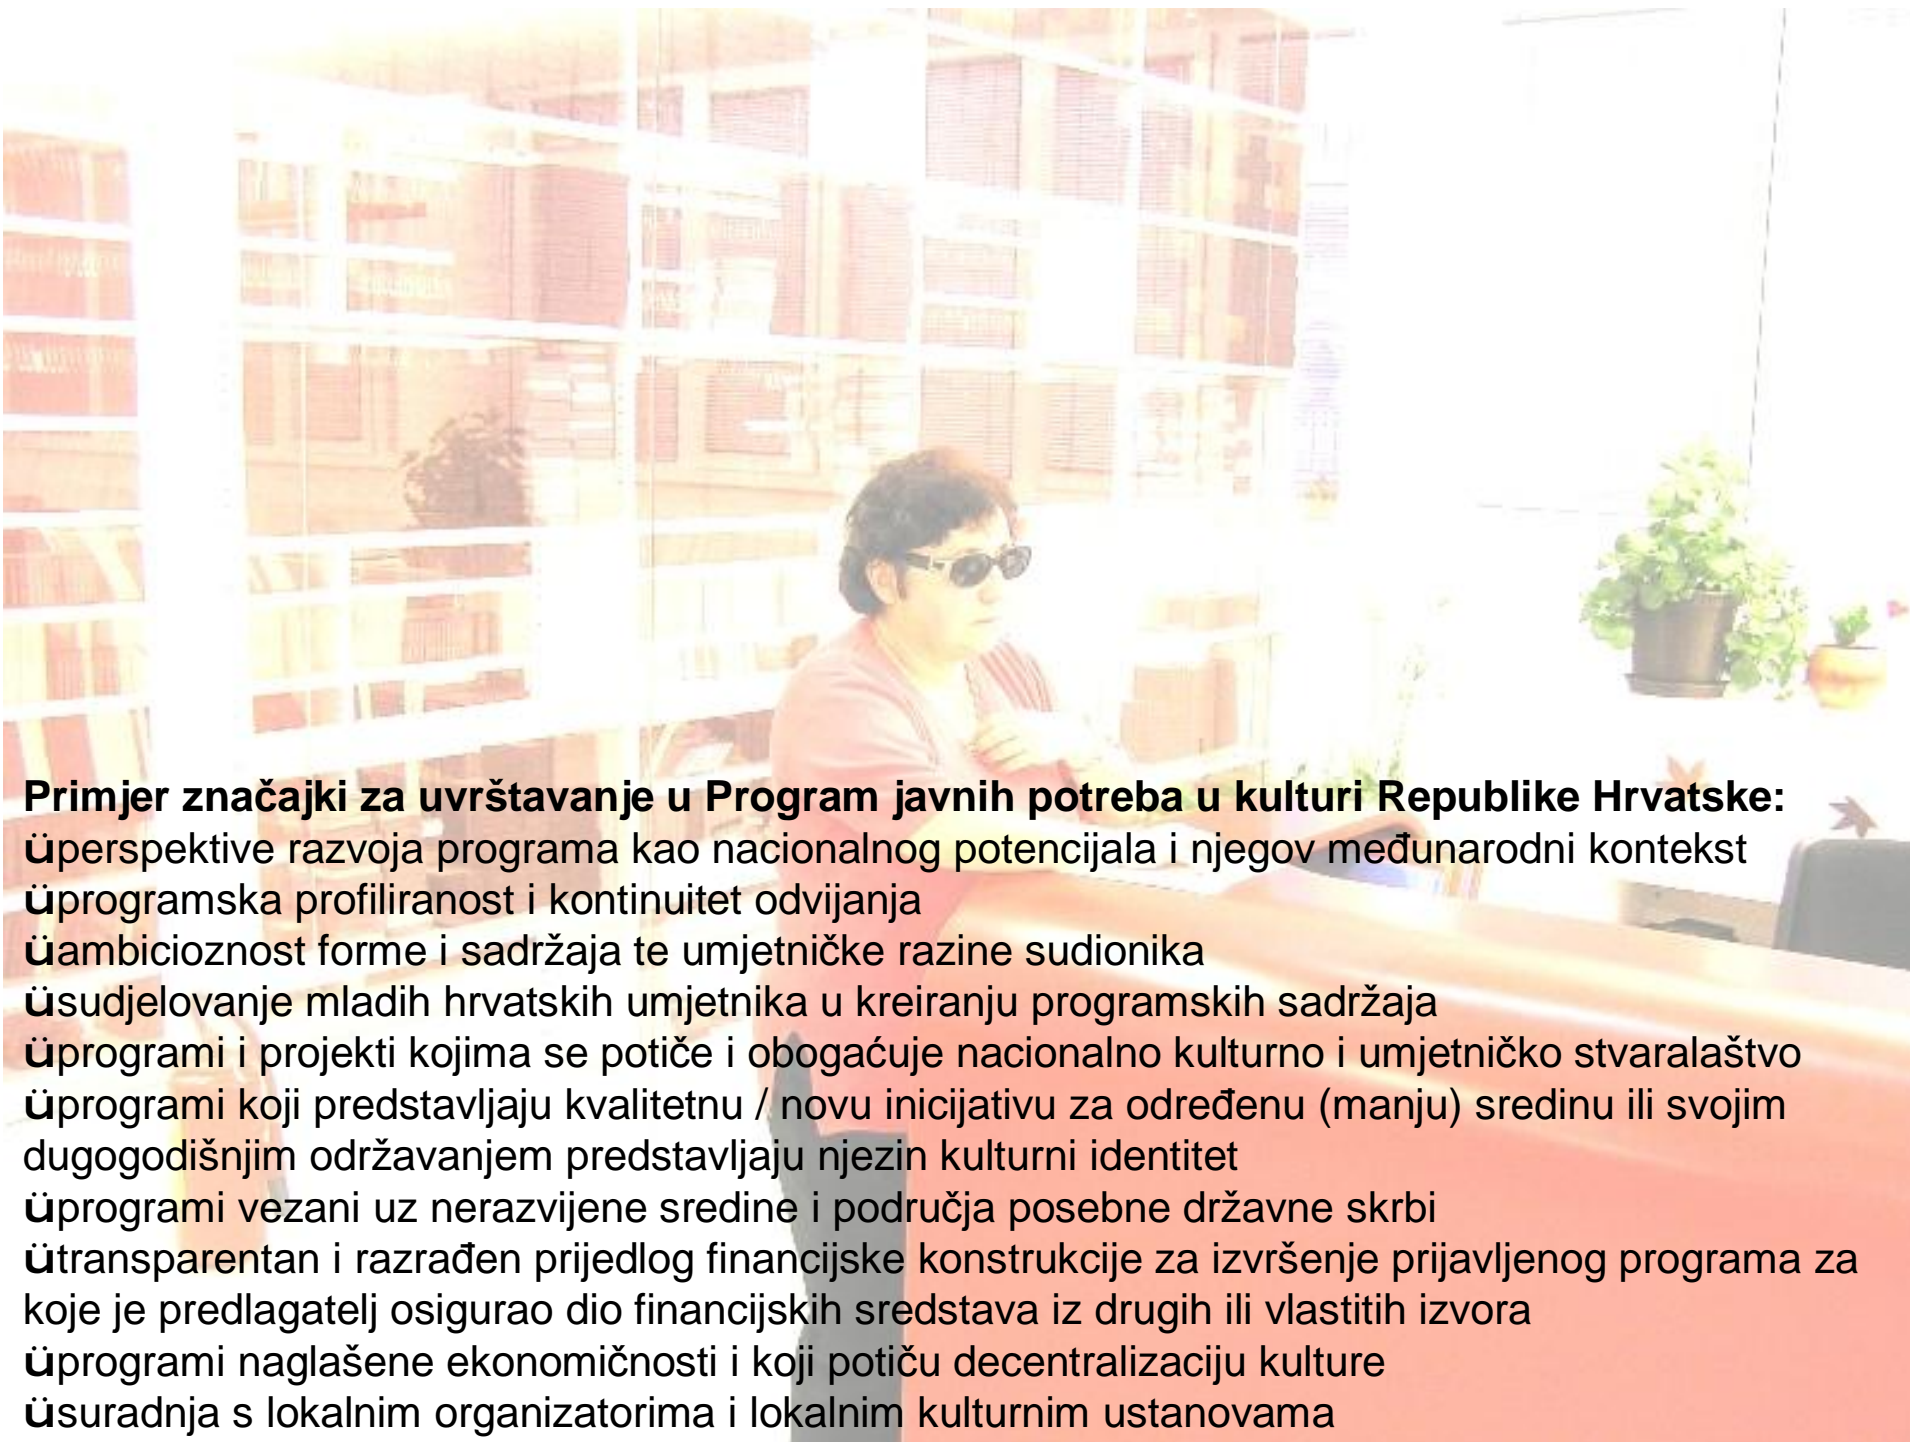 Primjer značajki za uvrštavanje u Program javnih potreba u kulturi Republike Hrvatske:
üperspektive razvoja programa kao nacionalnog potencijala i njegov međunarodni kontekst
üprogramska profiliranost i kontinuitet odvijanja
üambicioznost forme i sadržaja te umjetničke razine sudionika
üsudjelovanje mladih hrvatskih umjetnika u kreiranju programskih sadržaja
üprogrami i projekti kojima se potiče i obogaćuje nacionalno kulturno i umjetničko stvaralaštvo
üprogrami koji predstavljaju kvalitetnu / novu inicijativu za određenu (manju) sredinu ili svojim
dugogodišnjim održavanjem predstavljaju njezin kulturni identitet
üprogrami vezani uz nerazvijene sredine i područja posebne državne skrbi
ütransparentan i razrađen prijedlog financijske konstrukcije za izvršenje prijavljenog programa za
koje je predlagatelj osigurao dio financijskih sredstava iz drugih ili vlastitih izvora
üprogrami naglašene ekonomičnosti i koji potiču decentralizaciju kulture
üsuradnja s lokalnim organizatorima i lokalnim kulturnim ustanovama